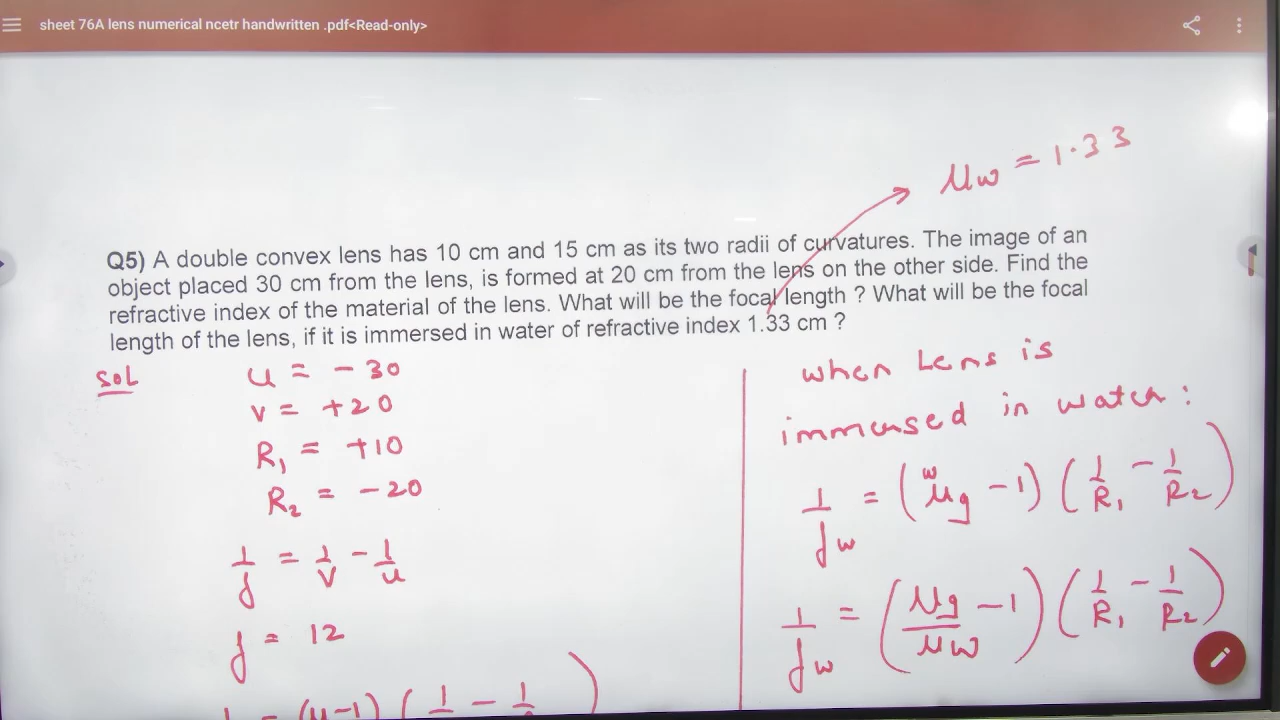 sheet 76A lens numerical ncetr handwritten .pdf<Read-only>
μw = 1.33
Q5) A double convex lens has 10 cm and 15 cm as its two radii of curvatures. The image of an
object placed 30 cm from the lens, is formed at 20 cm from the lens on the other side. Find the
refractive index of the material of the lens. What will be the focal length ? What will be the focal
length of the lens, if it is immersed in water of refractive index 1.33 cm ?
Sol
u = -30
v = +20
R₁ = +10
R₂ = -20
1/f = 1/v - 1/u
f = 12
when Lens is
immersed in water :
1/fw = (ʷμg - 1) (1/R₁ - 1/R₂)
1/fw = (μg/μw - 1) (1/R₁ - 1/R₂)